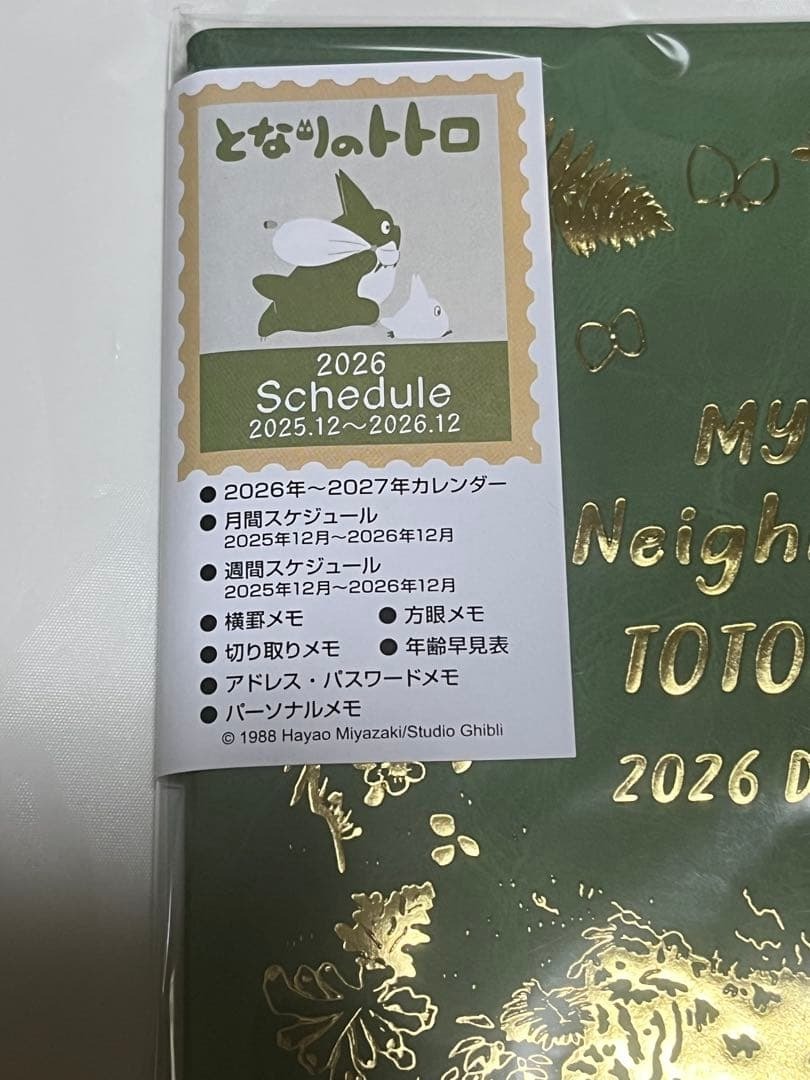 となりのトトロ
2026
Schedule
2025.12〜2026.12
● 2026年〜2027年カレンダー
● 月間スケジュール
2025年12月〜2026年12月
● 週間スケジュール
2025年12月〜2026年12月
● 横罫メモ ● 方眼メモ
● 切り取りメモ ● 年齢早見表
● アドレス・パスワードメモ
● パーソナルメモ
© 1988 Hayao Miyazaki/Studio Ghibli
MY
Neigh
TOTO
2026 D